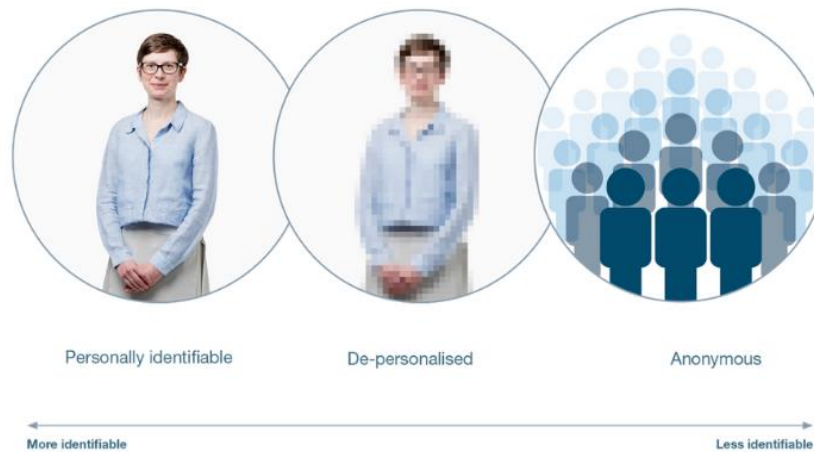 Personally identifiable
De-personalised
Anonymous
More identifiable
Less identifiable